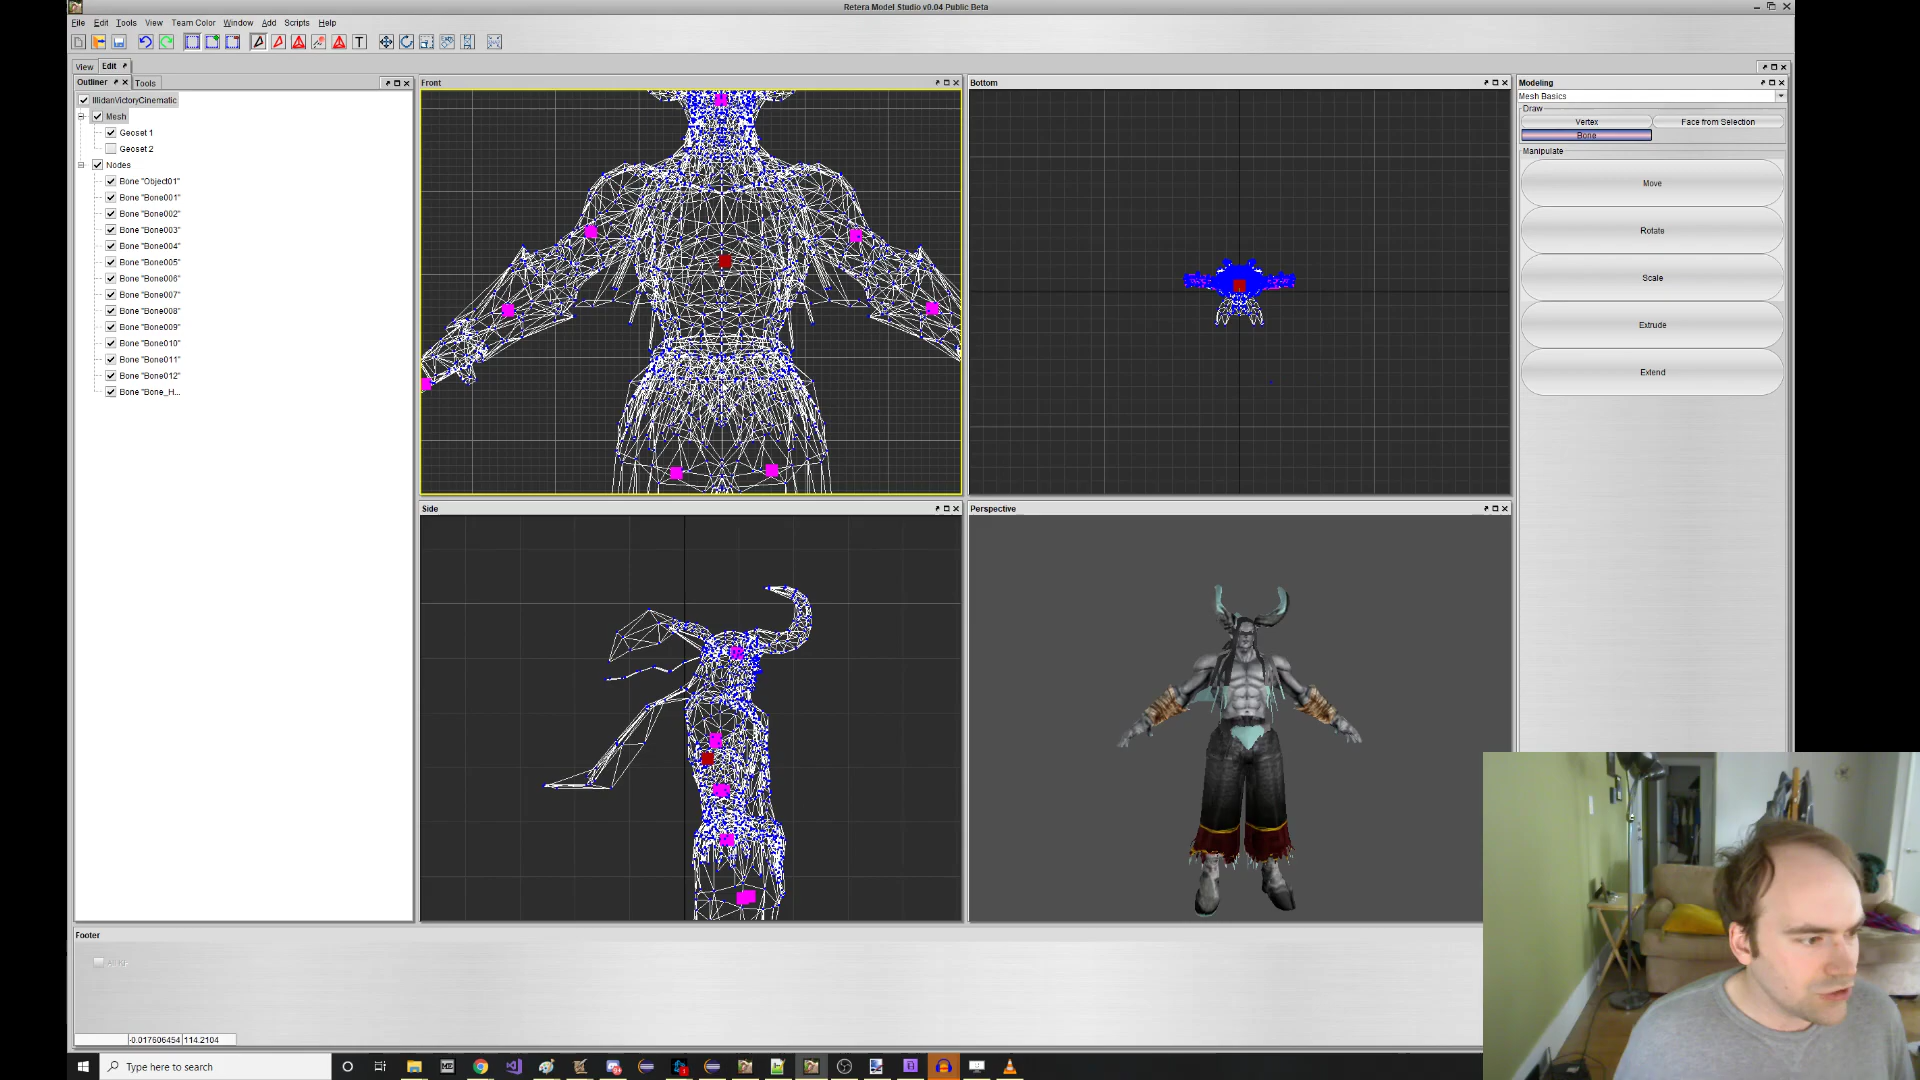 Retera Model Studio v0.04 Public Beta
File Edit Tools View Team Color Window Add Scripts Help
T
View Edit
Outliner Tools
IllidanVictoryCinematic
Mesh
Geoset 1
Geoset 2
Nodes
Bone "Object01"
Bone "Bone001"
Bone "Bone002"
Bone "Bone003"
Bone "Bone004"
Bone "Bone005"
Bone "Bone006"
Bone "Bone007"
Bone "Bone008"
Bone "Bone009"
Bone "Bone010"
Bone "Bone011"
Bone "Bone012"
Bone "Bone_H...
Front
Bottom
Side
Perspective
Modeling
Mesh Basics
Draw
Vertex Face from Selection
Bone
Manipulate
Move
Rotate
Scale
Extrude
Extend
Footer
-0.017606454 114.2104
Type here to search